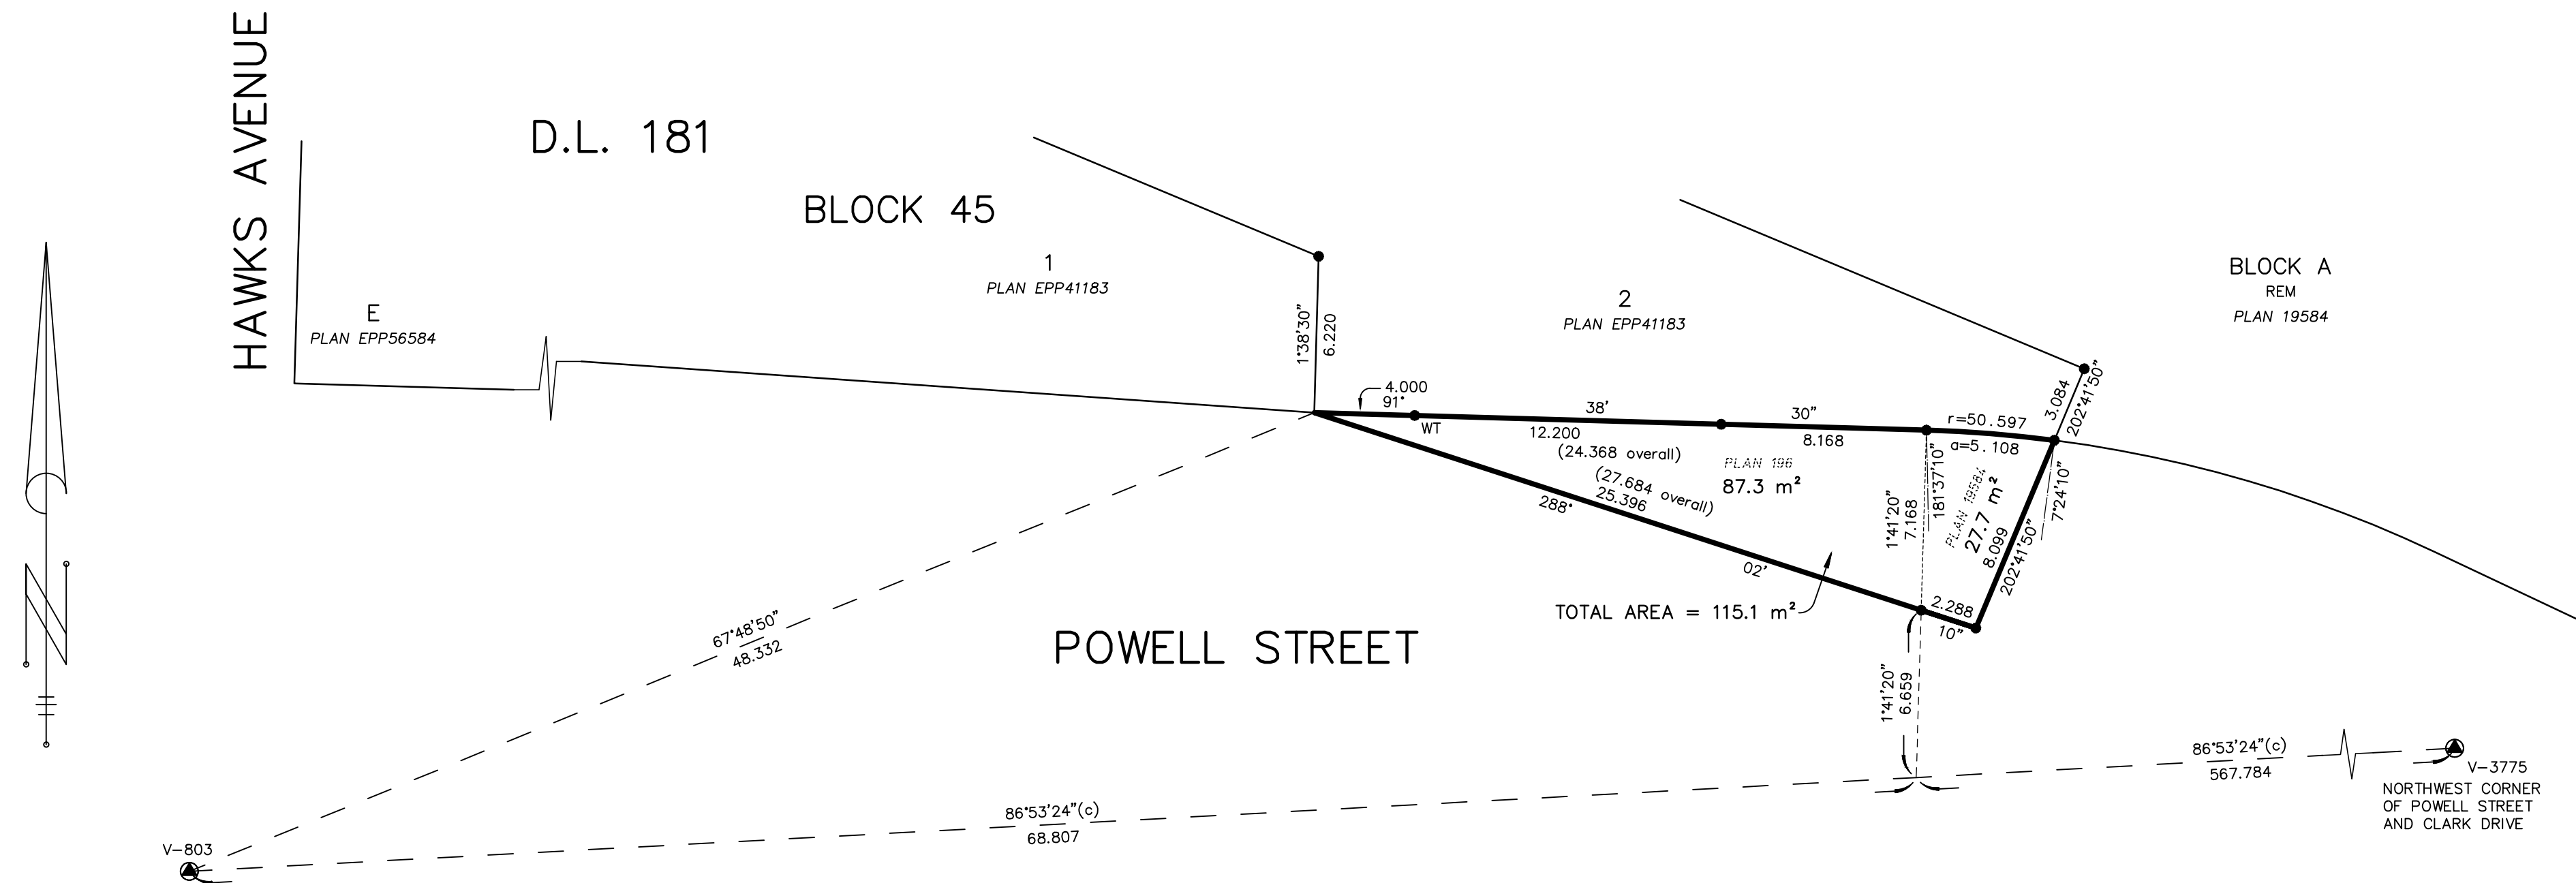 HAWKS AVENUE
D.L. 181
BLOCK 45
1
PLAN EPP41183
E
PLAN EPP56584
2
PLAN EPP41183
BLOCK A
REM
PLAN 19584
1°38'30"
6.220
4.000
91°
38'
30"
WT
12.200
8.168
(24.368 overall)
r=50.597
a=5.108
3.084
202°41'50"
PLAN 196
87.3 m²
(27.684 overall)
25.396
288°
02'
10"
1°41'20"
7.168
181°37'10"
PLAN 19584
27.7 m²
8.099
202°41'50"
7°24'10"
2.288
TOTAL AREA = 115.1 m²
67°48'50"
48.332
POWELL STREET
1°41'20"
6.659
86°53'24"(c)
567.784
V-3775
NORTHWEST CORNER
OF POWELL STREET
AND CLARK DRIVE
86°53'24"(c)
68.807
V-803
N